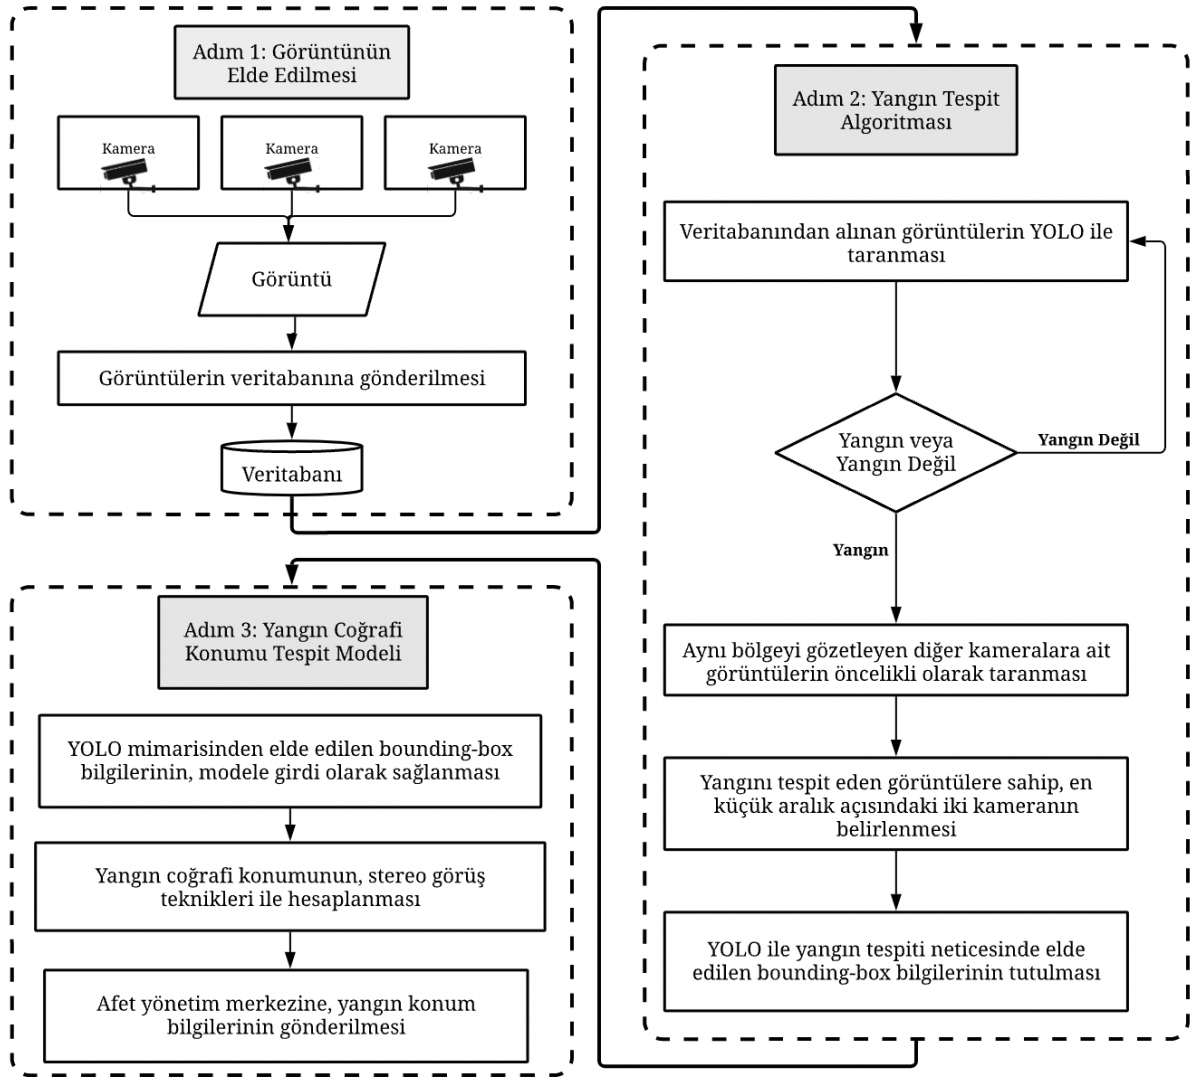 Adım 1: Görüntünün
Elde Edilmesi
Kamera
Kamera
Kamera
Görüntü
Görüntülerin veritabanına gönderilmesi
Veritabanı
Adım 2: Yangın Tespit
Algoritması
Veritabanından alınan görüntülerin YOLO ile
taranması
Yangın veya
Yangın Değil
Yangın Değil
Yangın
Aynı bölgeyi gözetleyen diğer kameralara ait
görüntülerin öncelikli olarak taranması
Yangını tespit eden görüntülere sahip, en
küçük aralık açısındaki iki kameranın
belirlenmesi
YOLO ile yangın tespiti neticesinde elde
edilen bounding-box bilgilerinin tutulması
Adım 3: Yangın Coğrafi
Konumu Tespit Modeli
YOLO mimarisinden elde edilen bounding-box
bilgilerinin, modele girdi olarak sağlanması
Yangın coğrafi konumunun, stereo görüş
teknikleri ile hesaplanması
Afet yönetim merkezine, yangın konum
bilgilerinin gönderilmesi